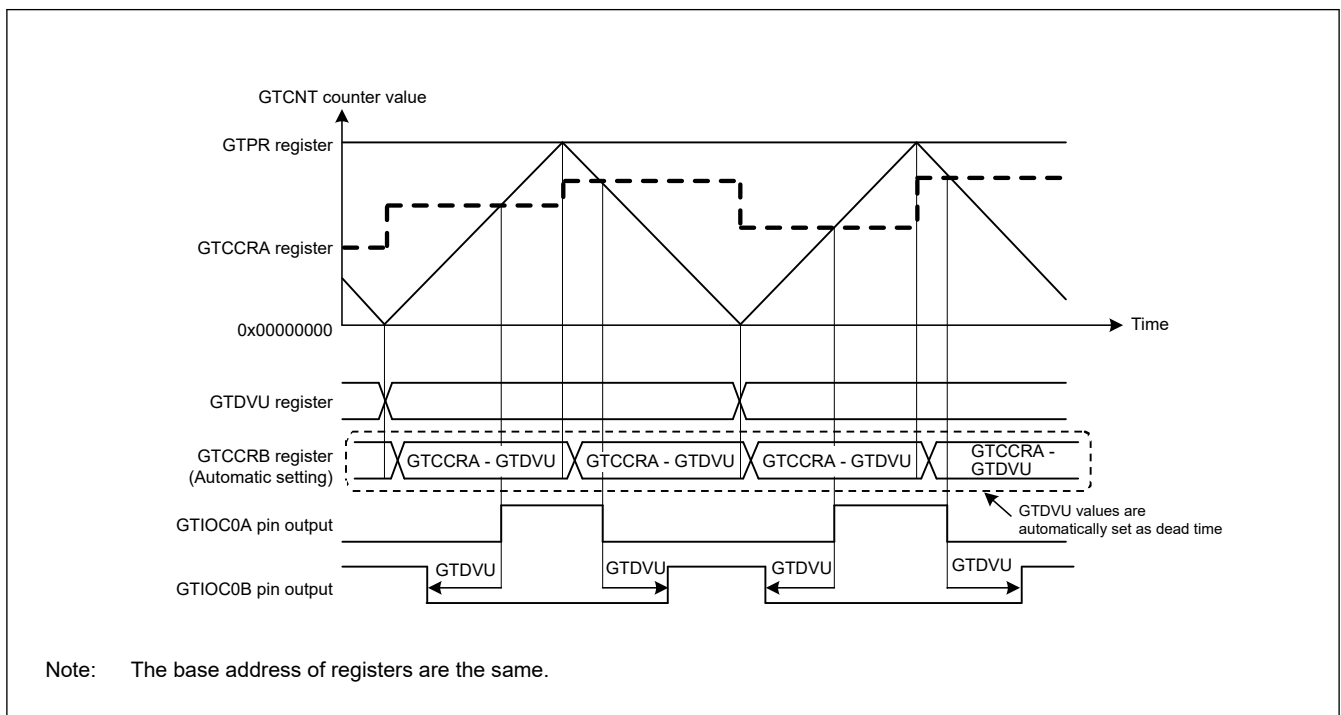 GTCNT counter value
GTPR register
GTCCRA register
0x00000000
Time
GTDVU register
GTCCRB register
(Automatic setting)
GTCCRA - GTDVU
GTCCRA - GTDVU
GTCCRA - GTDVU
GTCCRA -
GTDVU
GTDVU values are
automatically set as dead time
GTIOC0A pin output
GTDVU
GTDVU
GTDVU
GTDVU
GTIOC0B pin output
Note: The base address of registers are the same.